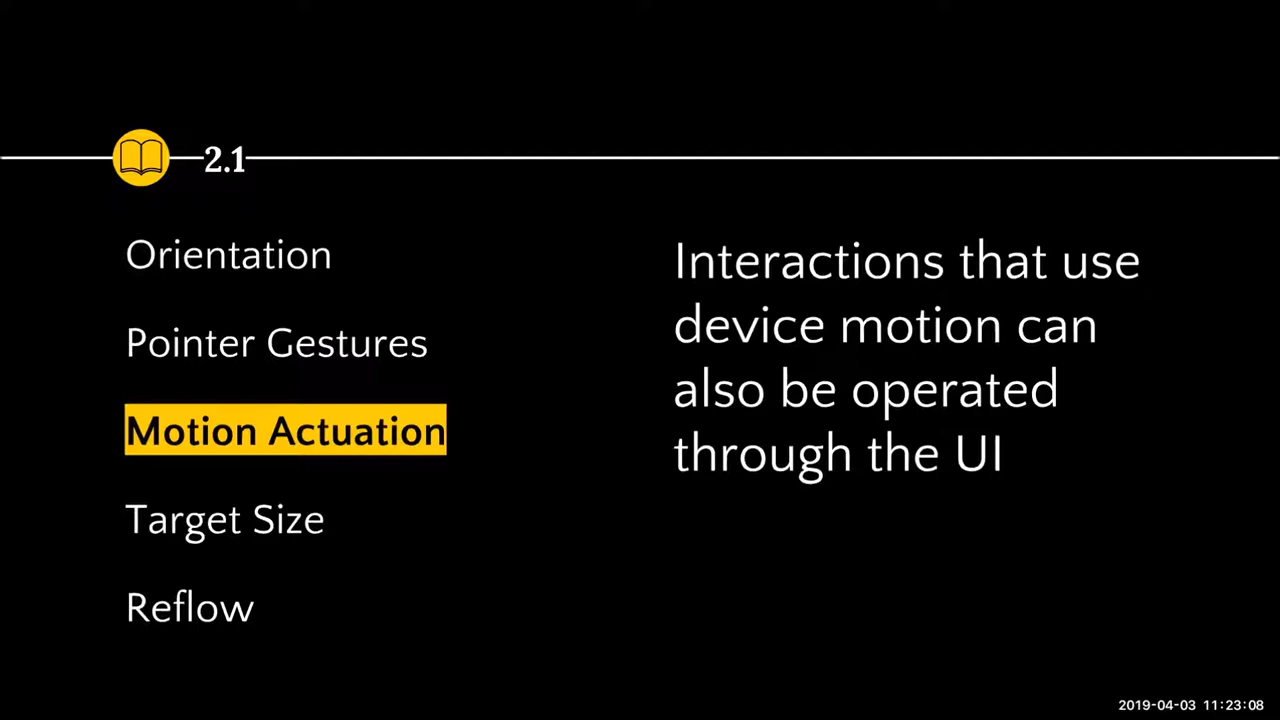 2.1
Orientation
Pointer Gestures
Motion Actuation
Target Size
Reflow
Interactions that use
device motion can
also be operated
through the UI
2019-04-03 11:23:08